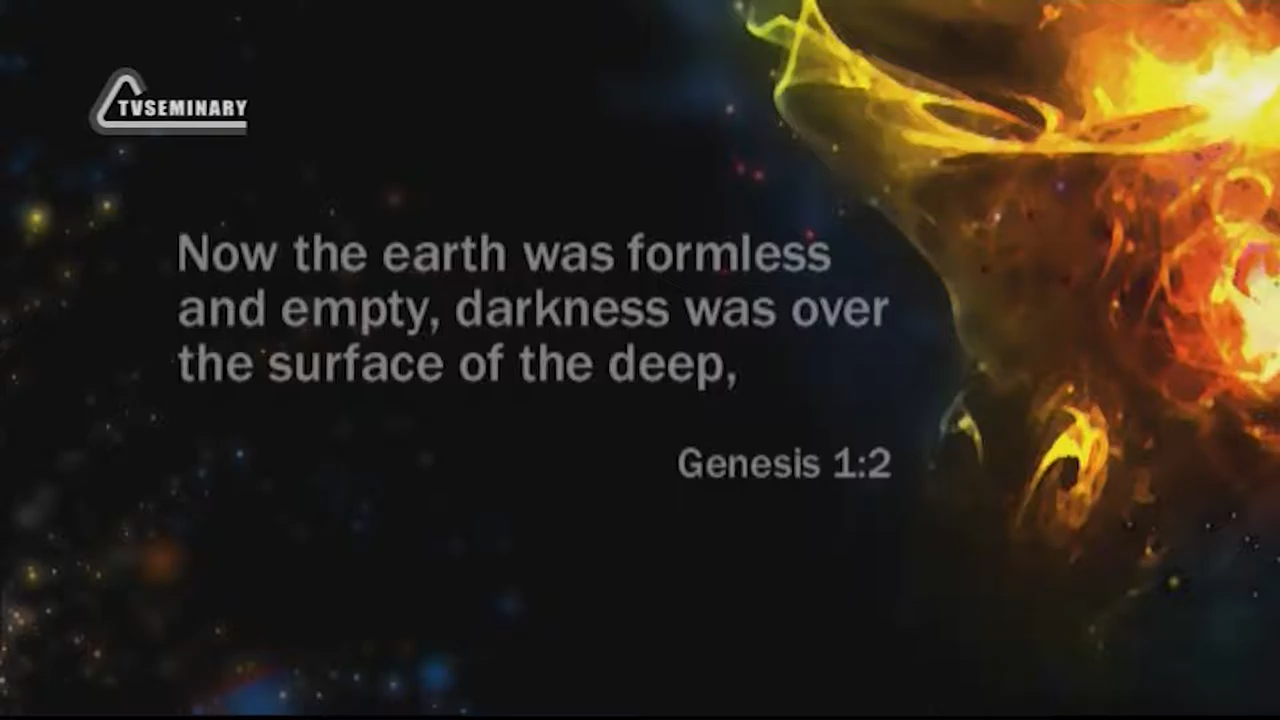 TVSEMINARY
Now the earth was formless
and empty, darkness was over
the surface of the deep,
Genesis 1:2